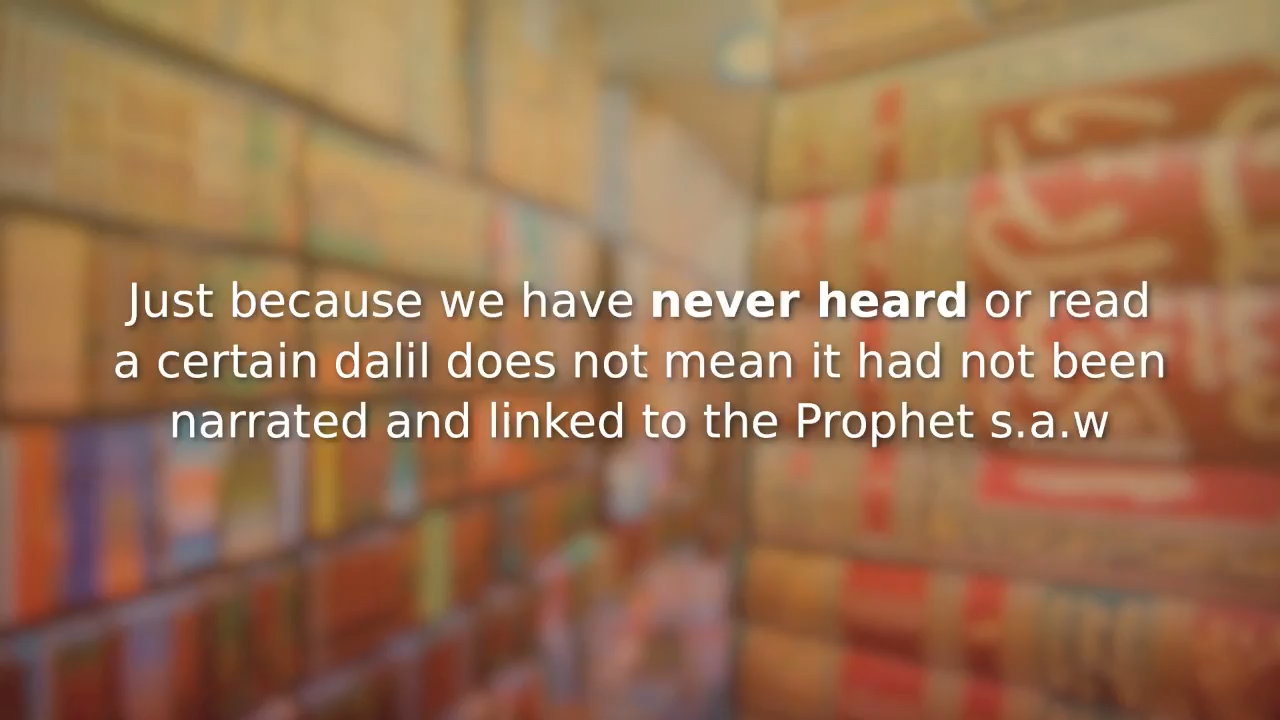 Just because we have never heard or read
a certain dalil does not mean it had not been
narrated and linked to the Prophet s.a.w